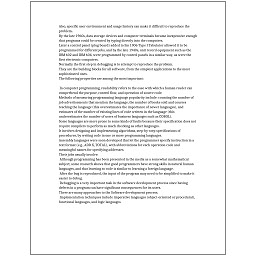 Also, specific user environment and usage history can make it difficult to reproduce the
problem.
By the late 1960s, data storage devices and computer terminals became inexpensive enough
that programs could be created by typing directly into the computers.
Later a control panel (plug board) added to his 1906 Type I Tabulator allowed it to be
programmed for different jobs, and by the late 1940s, unit record equipment such as the
IBM 602 and IBM 604, were programmed by control panels in a similar way, as were the
first electronic computers.
Normally the first step in debugging is to attempt to reproduce the problem.
They are the building blocks for all software, from the simplest applications to the most
sophisticated ones.
The following properties are among the most important:
In computer programming, readability refers to the ease with which a human reader can
comprehend the purpose, control flow, and operation of source code.
Methods of measuring programming language popularity include: counting the number of
job advertisements that mention the language, the number of books sold and courses
teaching the language (this overestimates the importance of newer languages), and
estimates of the number of existing lines of code written in the language (this
underestimates the number of users of business languages such as COBOL).
Some languages are more prone to some kinds of faults because their specification does not
require compilers to perform as much checking as other languages.
It involves designing and implementing algorithms, step-by-step specifications of
procedures, by writing code in one or more programming languages.
Assembly languages were soon developed that let the programmer specify instruction in a
text format (e.g., ADD X, TOTAL), with abbreviations for each operation code and
meaningful names for specifying addresses.
Their jobs usually involve:
Although programming has been presented in the media as a somewhat mathematical
subject, some research shows that good programmers have strong skills in natural human
languages, and that learning to code is similar to learning a foreign language.
After the bug is reproduced, the input of the program may need to be simplified to make it
easier to debug.
Debugging is a very important task in the software development process since having
defects in a program can have significant consequences for its users.
There are many approaches to the Software development process.
Implementation techniques include imperative languages (object-oriented or procedural),
functional languages, and logic languages.